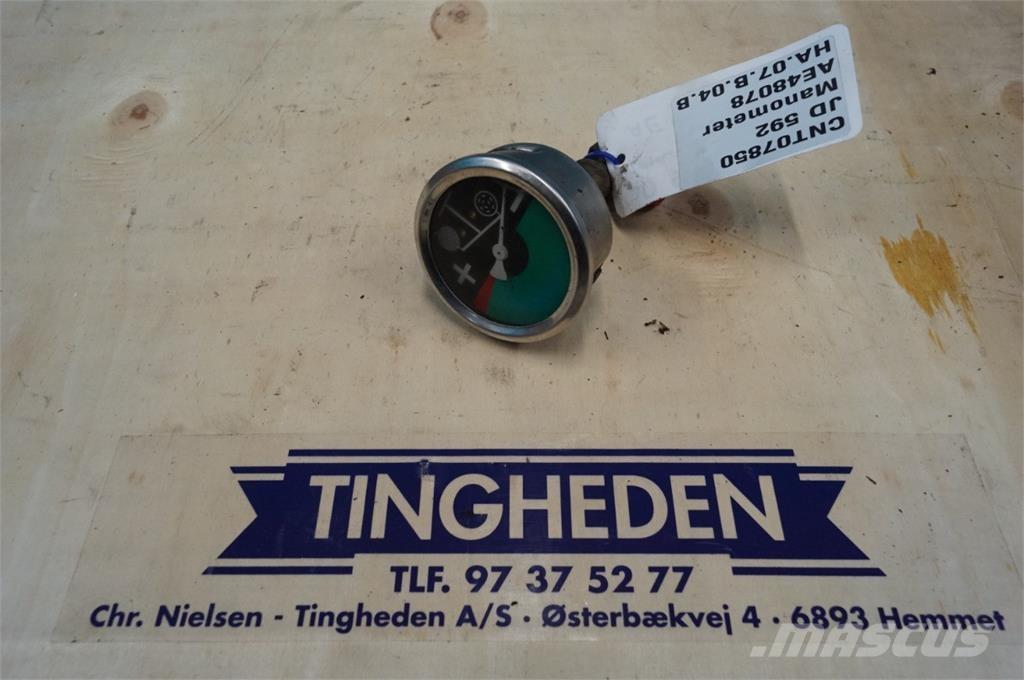 CNT07850
JD 592
Manometer
AE48078
HA.07.B.04.B
TINGHEDEN
TLF. 97 37 52 77
Chr. Nielsen - Tingheden A/S · Østerbækvej 4 · 6893 Hemmet
MASCUS